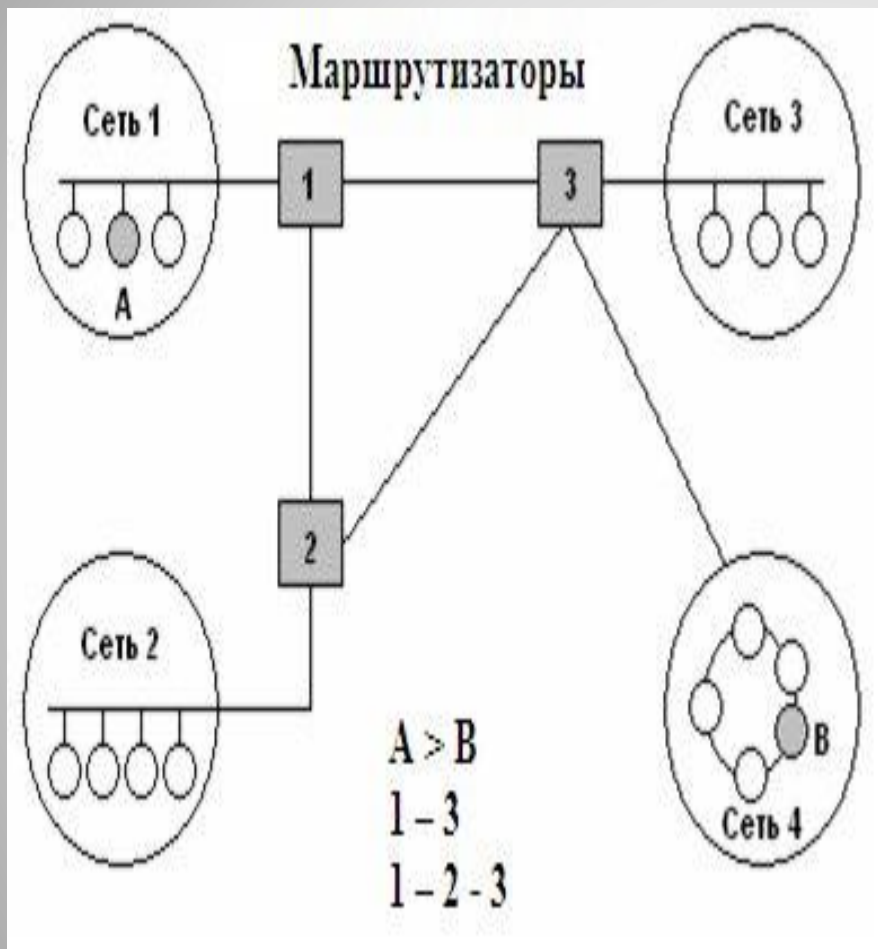 Маршрутизаторы
Сеть 1
1
3
Сеть 3
A
2
Сеть 2
A > B
1 – 3
1 – 2 - 3
B
Сеть 4